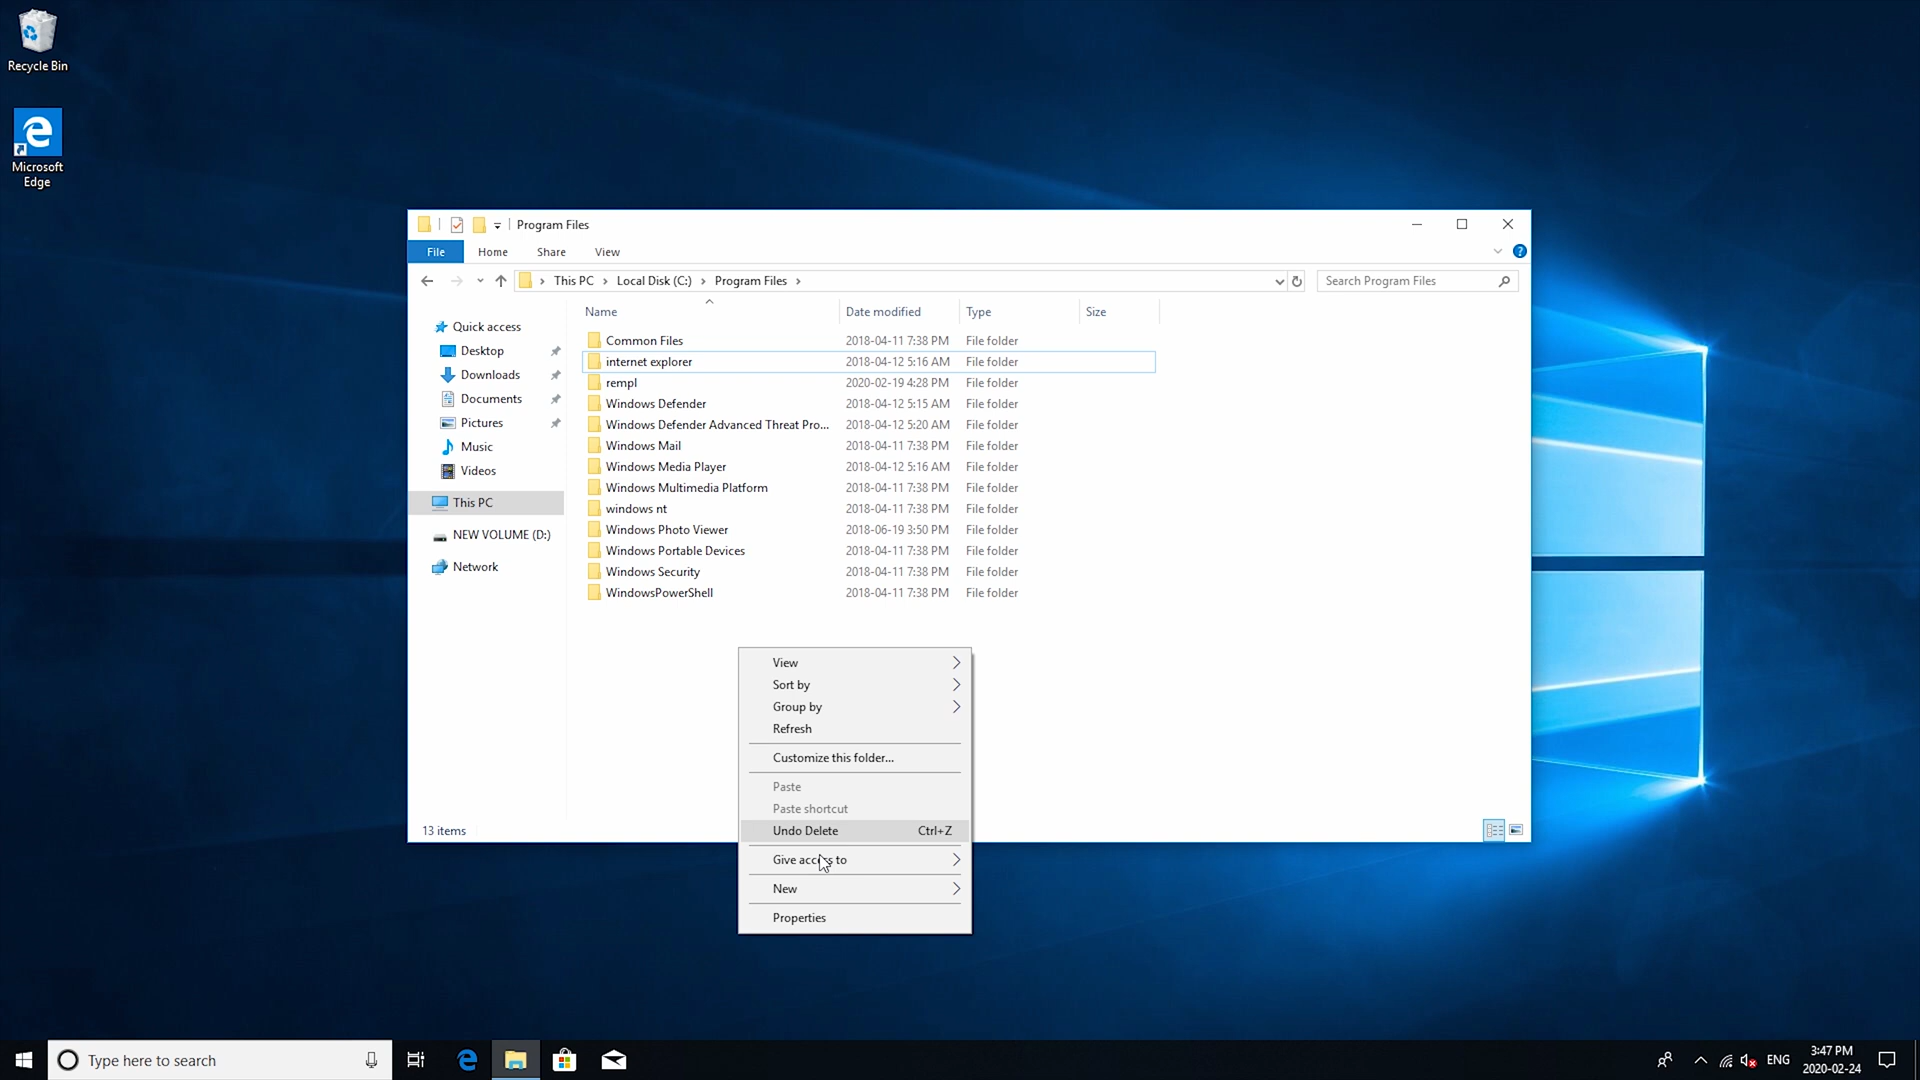 Recycle Bin
Microsoft
Edge
Program Files
File Home Share View
This PC Local Disk (C:) Program Files
Search Program Files
Name Date modified Type Size
Quick access
Desktop
Downloads
Documents
Pictures
Music
Videos
This PC
NEW VOLUME (D:)
Network
Common Files 2018-04-11 7:38 PM File folder
internet explorer 2018-04-12 5:16 AM File folder
rempl 2020-02-19 4:28 PM File folder
Windows Defender 2018-04-12 5:15 AM File folder
Windows Defender Advanced Threat Pro... 2018-04-12 5:20 AM File folder
Windows Mail 2018-04-11 7:38 PM File folder
Windows Media Player 2018-04-12 5:16 AM File folder
Windows Multimedia Platform 2018-04-11 7:38 PM File folder
windows nt 2018-04-11 7:38 PM File folder
Windows Photo Viewer 2018-06-19 3:50 PM File folder
Windows Portable Devices 2018-04-11 7:38 PM File folder
Windows Security 2018-04-11 7:38 PM File folder
WindowsPowerShell 2018-04-11 7:38 PM File folder
View
Sort by
Group by
Refresh
Customize this folder...
Paste
Paste shortcut
Undo Delete Ctrl+Z
Give access to
New
Properties
13 items
Type here to search
ENG
3:47 PM
2020-02-24